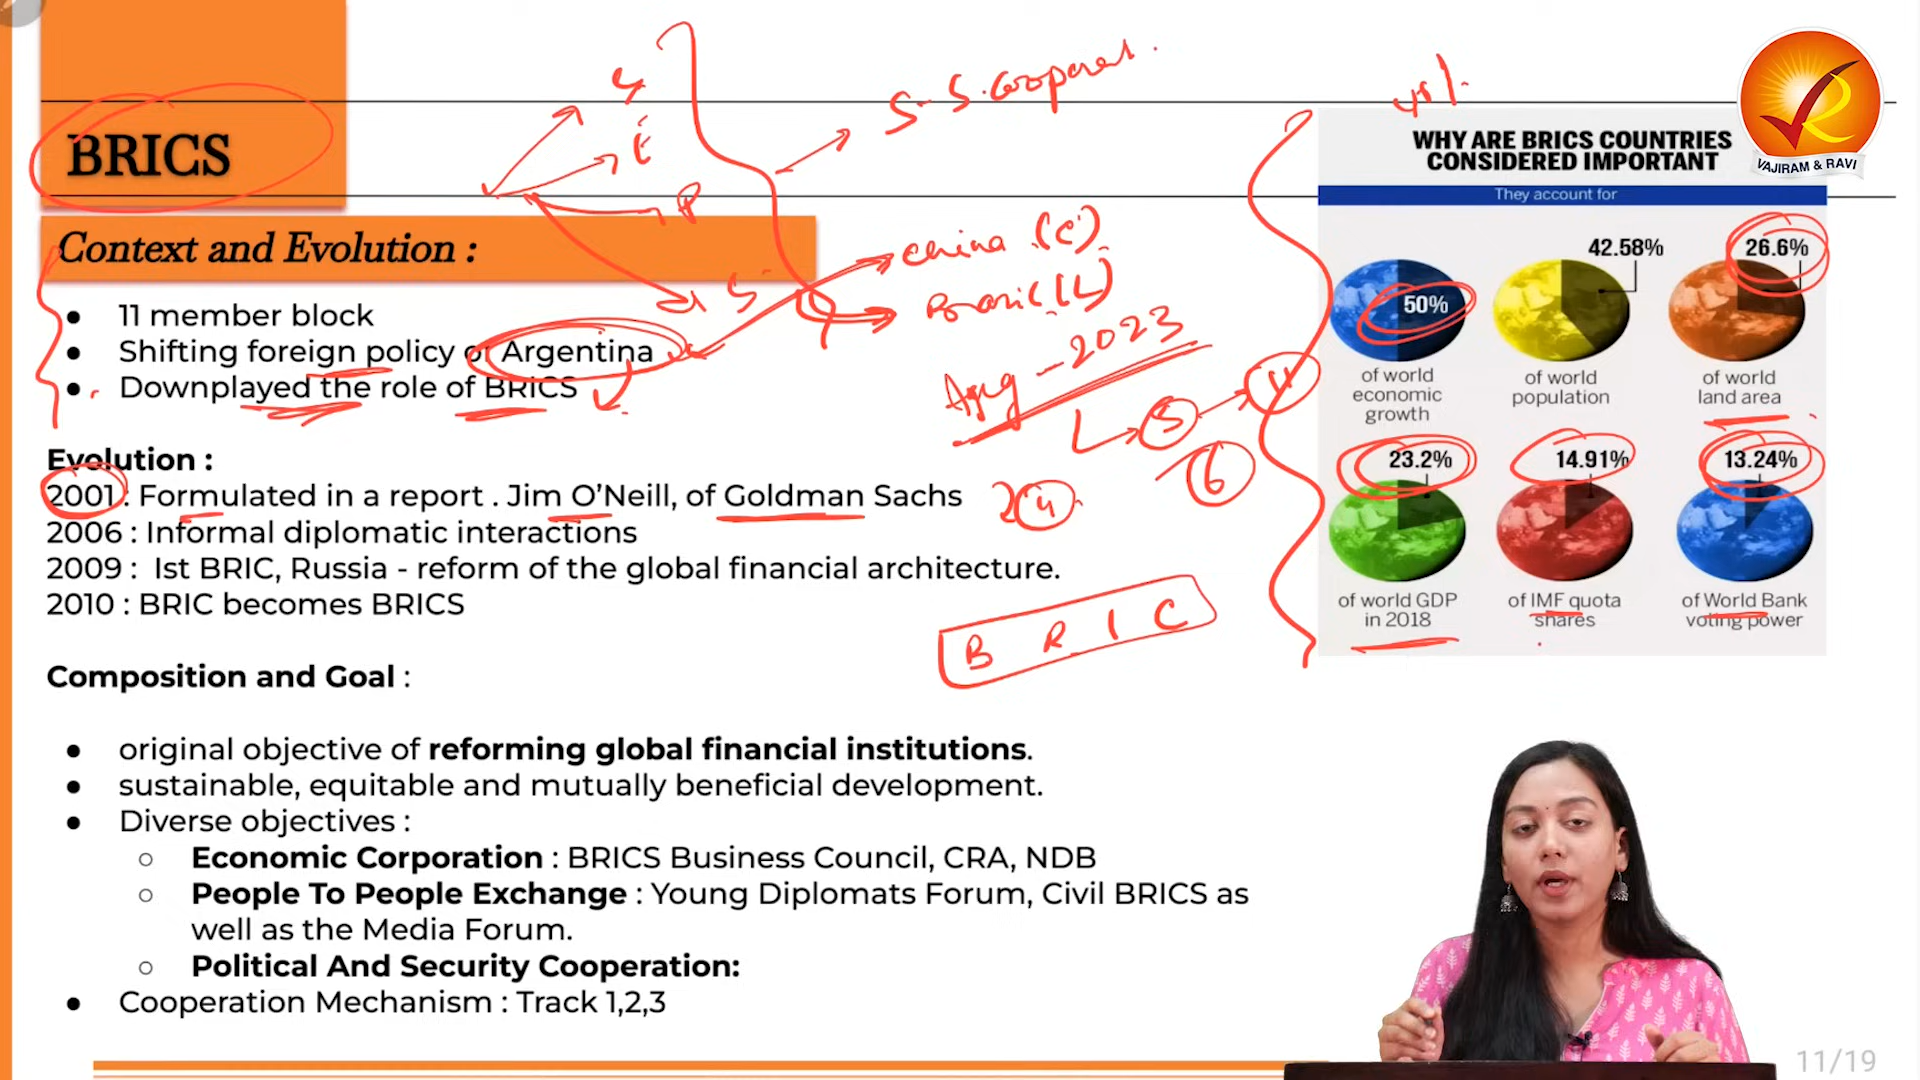 BRICS
Context and Evolution :
● 11 member block
● Shifting foreign policy of Argentina
● Downplayed the role of BRICS
Evolution :
2001 : Formulated in a report . Jim O'Neill, of Goldman Sachs
2006 : Informal diplomatic interactions
2009 : Ist BRIC, Russia - reform of the global financial architecture.
2010 : BRIC becomes BRICS
Composition and Goal :
● original objective of reforming global financial institutions.
● sustainable, equitable and mutually beneficial development.
● Diverse objectives :
○ Economic Corporation : BRICS Business Council, CRA, NDB
○ People To People Exchange : Young Diplomats Forum, Civil BRICS as
well as the Media Forum.
○ Political And Security Cooperation:
● Cooperation Mechanism : Track 1,2,3
E
P
S
S-S.
China (C)
Brazil (L)
Aug - 2023
5
11
6
24
B R I C
WHY ARE BRICS COUNTRIES
CONSIDERED IMPORTANT
They account for
50%
of world
economic
growth
42.58%
of world
population
26.6%
of world
land area
23.2%
of world GDP
in 2018
14.91%
of IMF quota
shares
13.24%
of World Bank
voting power
VAJIRAM & RAVI
11/19